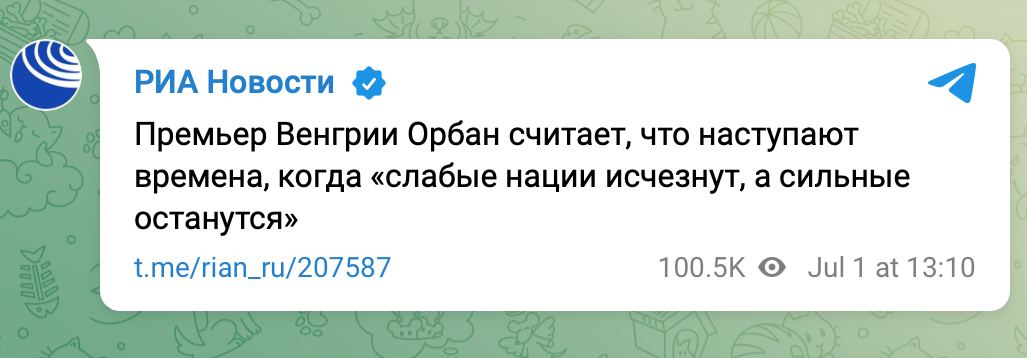 РИА Новости
Премьер Венгрии Орбан считает, что наступают
времена, когда «слабые нации исчезнут, а сильные
останутся»
t.me/rian_ru/207587 100.5K Jul 1 at 13:10